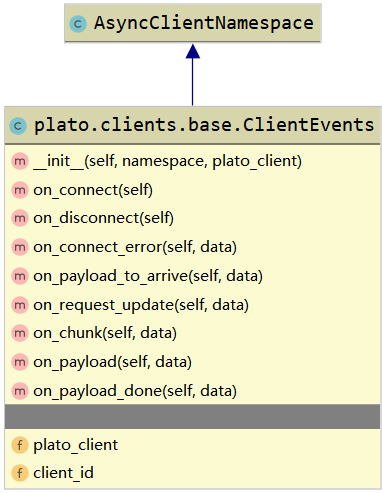 C AsyncClientNamespace
C plato.clients.base.ClientEvents
m __init__(self, namespace, plato_client)
m on_connect(self)
m on_disconnect(self)
m on_connect_error(self, data)
m on_payload_to_arrive(self, data)
m on_request_update(self, data)
m on_chunk(self, data)
m on_payload(self, data)
m on_payload_done(self, data)
f plato_client
f client_id